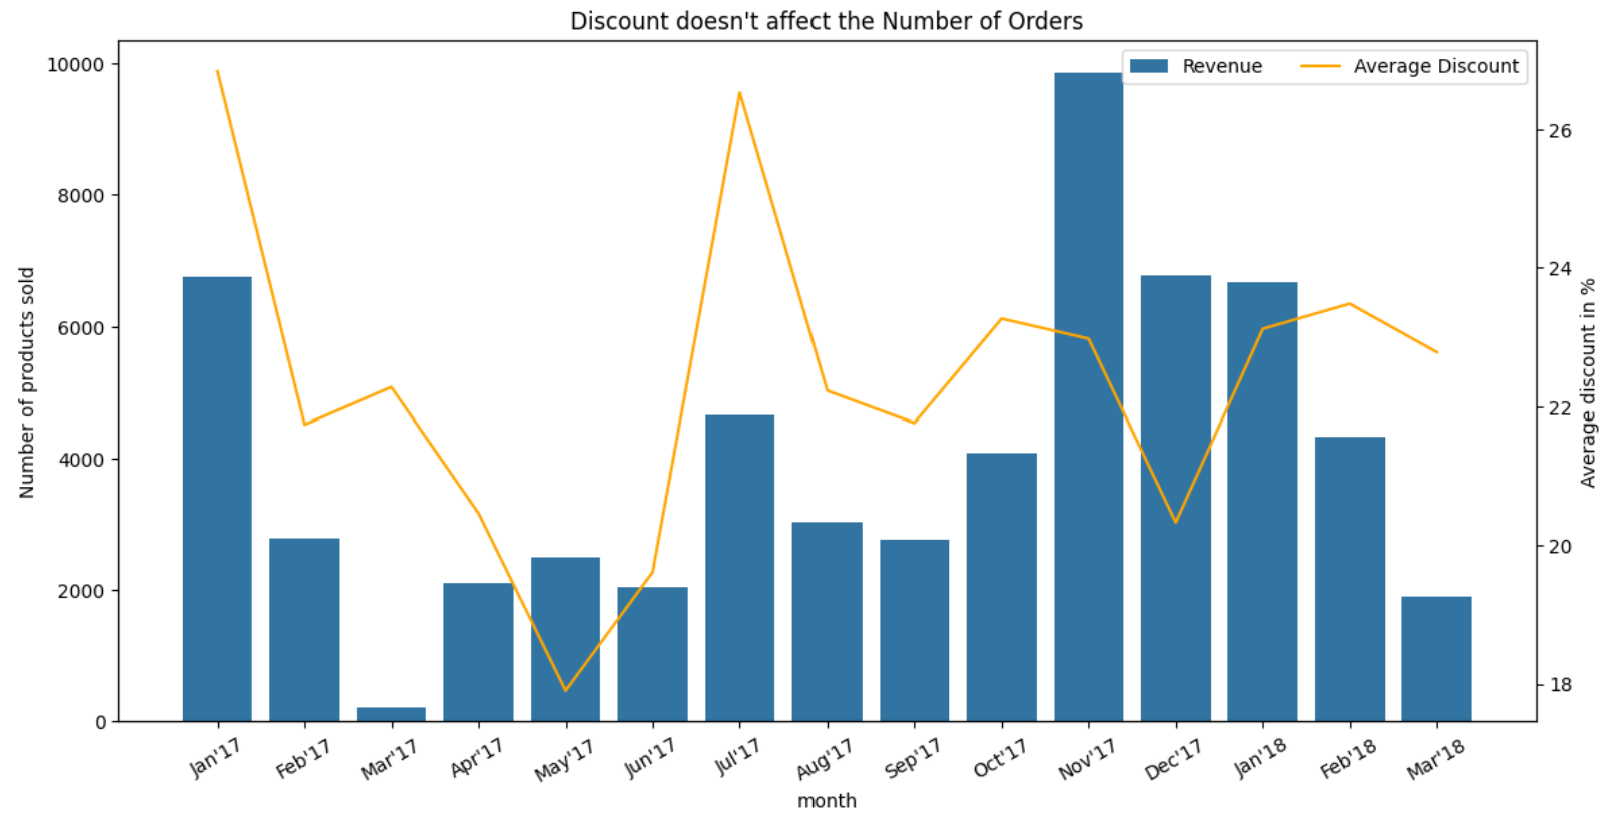 Discount doesn't affect the Number of Orders
Revenue
Average Discount
Number of products sold
10000
8000
6000
4000
2000
0
Average discount in %
26
24
22
20
18
Jan'17
Feb'17
Mar'17
Apr'17
May'17
Jun'17
Jul'17
Aug'17
Sep'17
Oct'17
Nov'17
Dec'17
Jan'18
Feb'18
Mar'18
month